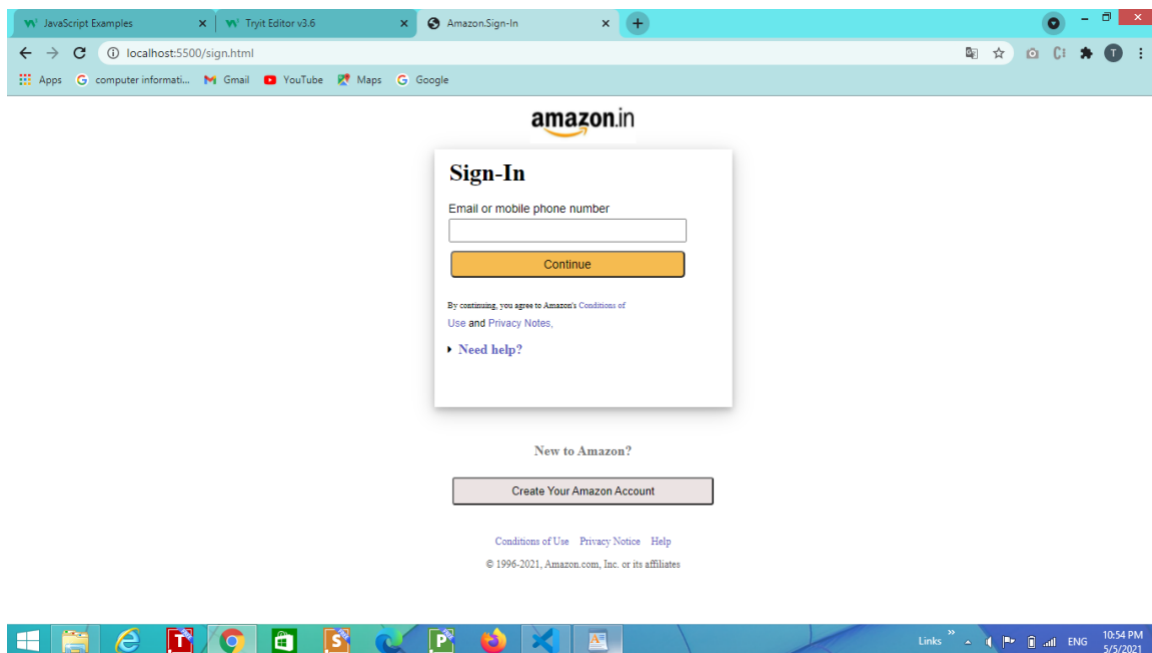 JavaScript Examples
Tryit Editor v3.6
Amazon.Sign-In
localhost:5500/sign.html
Apps
computer informati...
Gmail
YouTube
Maps
Google
amazon.in
Sign-In
Email or mobile phone number
Continue
By continuing, you agree to Amazon's Conditions of
Use and Privacy Notes,
Need help?
New to Amazon?
Create Your Amazon Account
Conditions of Use Privacy Notice Help
© 1996-2021, Amazon.com, Inc. or its affiliates
Links
ENG
10:54 PM
5/5/2021